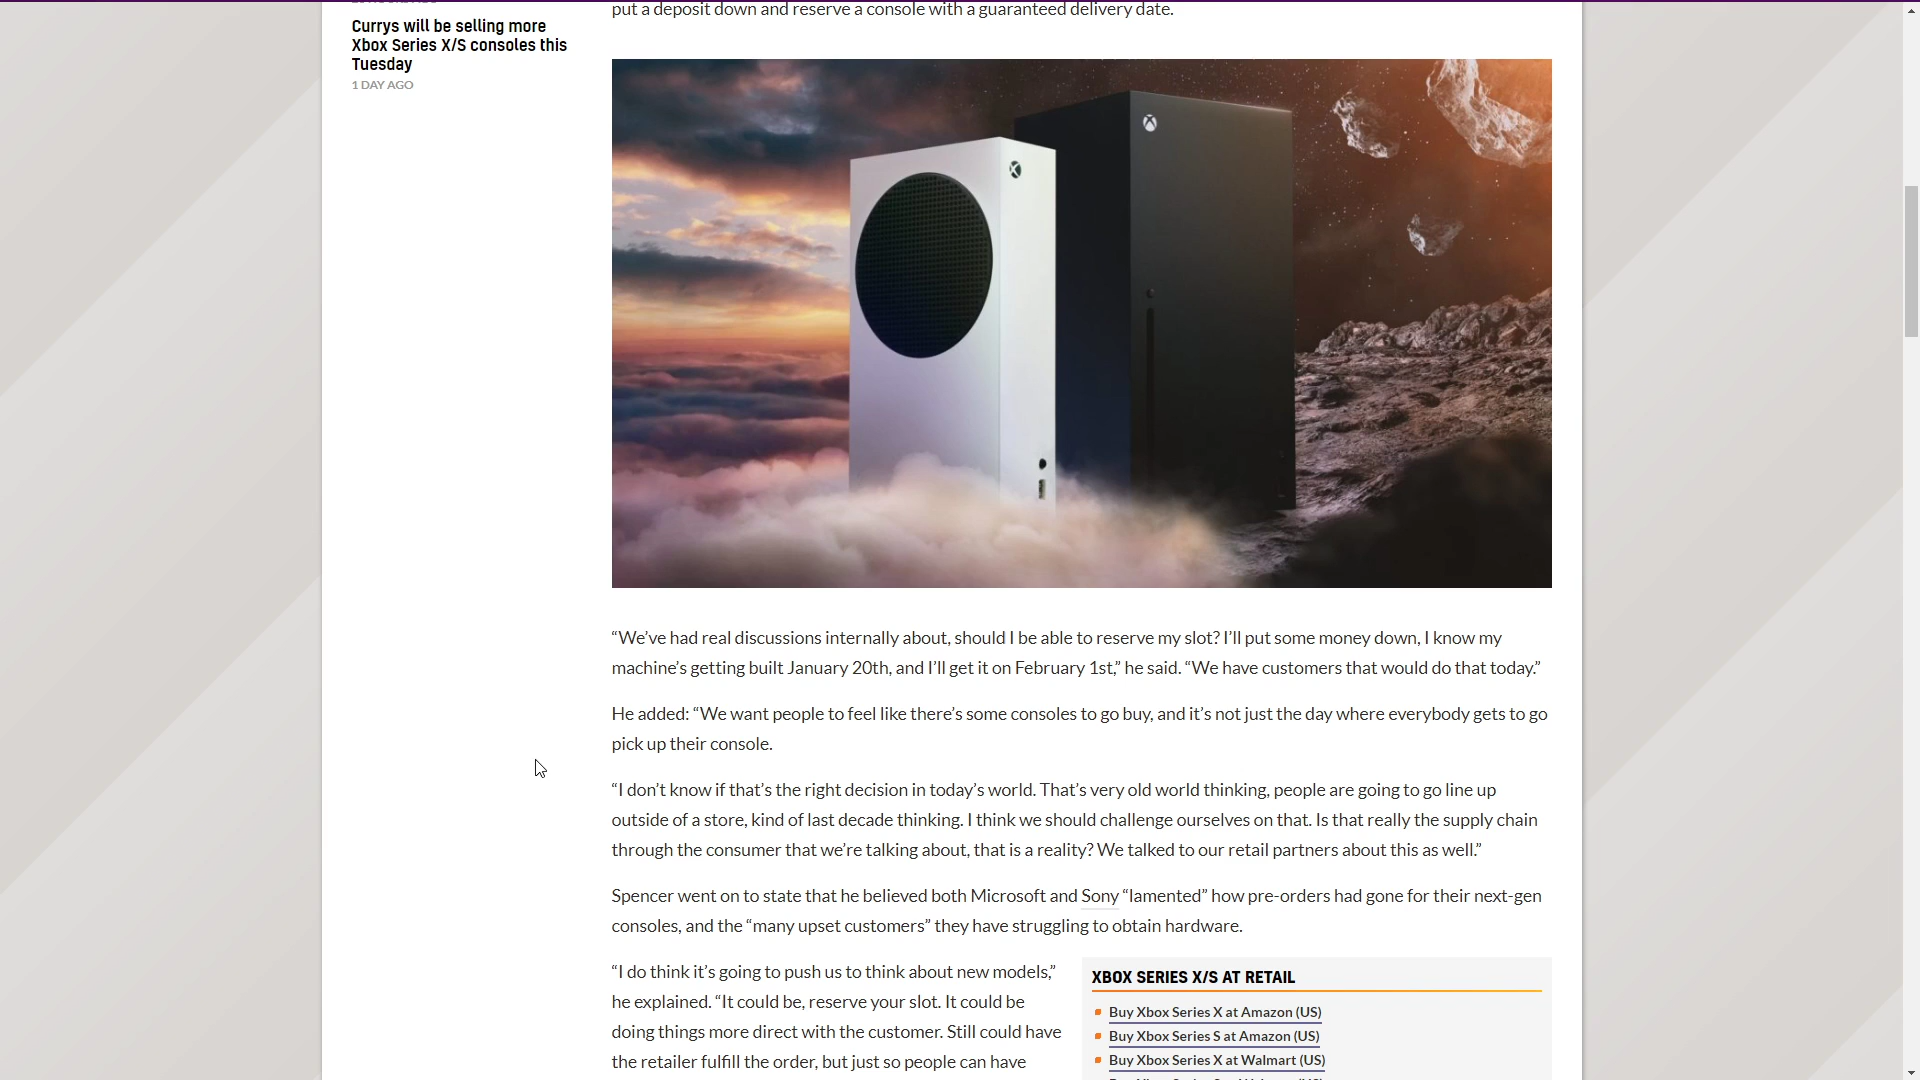 Currys will be selling more
Xbox Series X/S consoles this
Tuesday
1 DAY AGO
put a deposit down and reserve a console with a guaranteed delivery date.
“We’ve had real discussions internally about, should I be able to reserve my slot? I’ll put some money down, I know my
machine’s getting built January 20th, and I’ll get it on February 1st,” he said. “We have customers that would do that today.”
He added: “We want people to feel like there’s some consoles to go buy, and it’s not just the day where everybody gets to go
pick up their console.
“I don’t know if that’s the right decision in today’s world. That’s very old world thinking, people are going to go line up
outside of a store, kind of last decade thinking. I think we should challenge ourselves on that. Is that really the supply chain
through the consumer that we’re talking about, that is a reality? We talked to our retail partners about this as well.”
Spencer went on to state that he believed both Microsoft and Sony “lamented” how pre-orders had gone for their next-gen
consoles, and the “many upset customers” they have struggling to obtain hardware.
“I do think it’s going to push us to think about new models,”
he explained. “It could be, reserve your slot. It could be
doing things more direct with the customer. Still could have
the retailer fulfill the order, but just so people can have
XBOX SERIES X/S AT RETAIL
Buy Xbox Series X at Amazon (US)
Buy Xbox Series S at Amazon (US)
Buy Xbox Series X at Walmart (US)